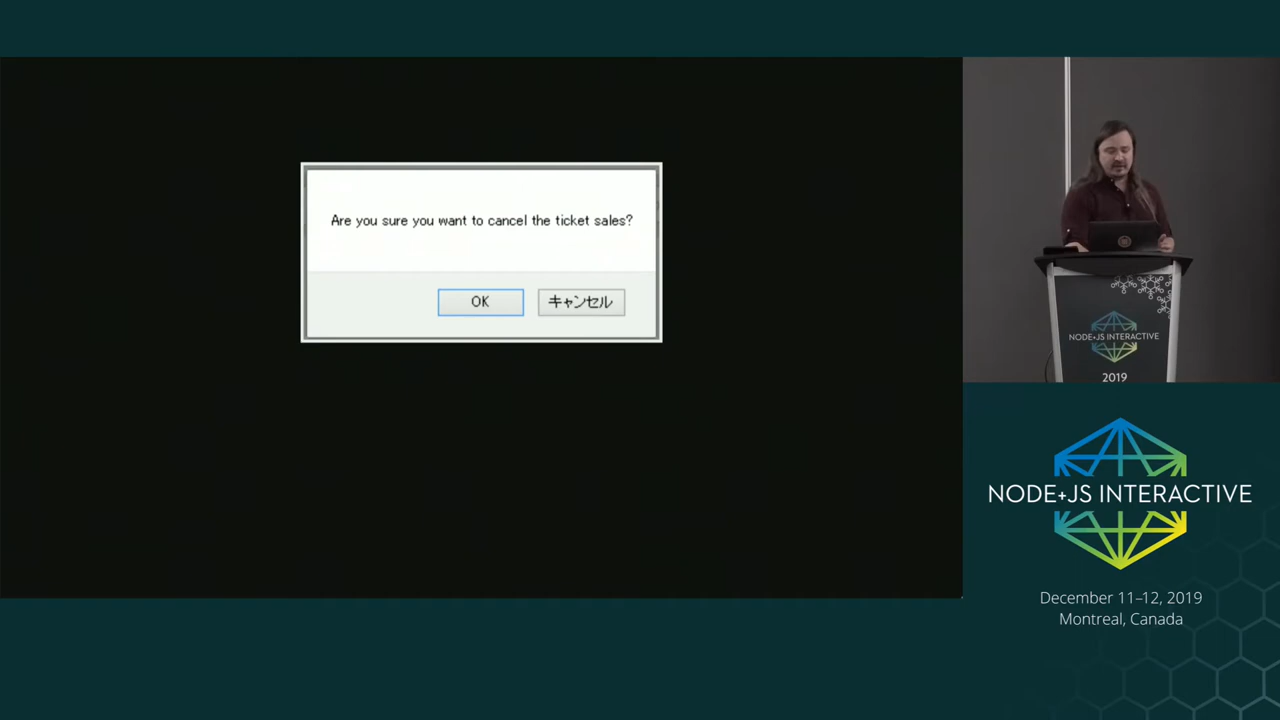 Are you sure you want to cancel the ticket sales?
OK
キャンセル
NODE+JS INTERACTIVE
2019
NODE+JS INTERACTIVE
December 11–12, 2019
Montreal, Canada